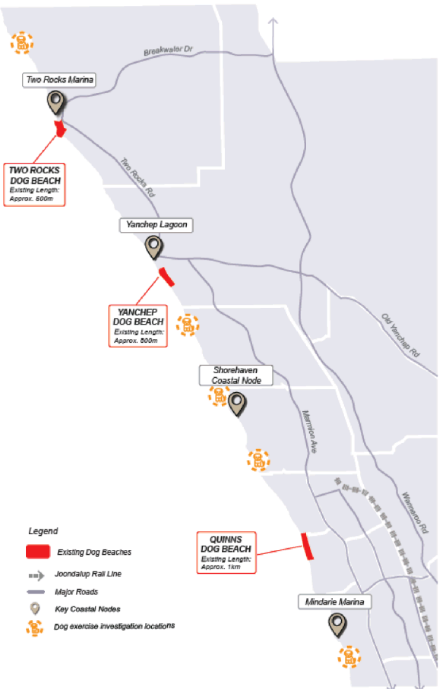 Breakwater Dr
Two Rocks Marina
TWO ROCKS
DOG BEACH
Existing Length:
Approx. 500m
Two Rocks Rd
Yanchep Lagoon
YANCHEP
DOG BEACH
Existing Length:
Approx. 500m
Old Yanchep Rd
Shorehaven
Coastal Node
Marmion Ave
Wanneroo Rd
QUINNS
DOG BEACH
Existing Length:
Approx. 1km
Mindarie Marina
Legend
Existing Dog Beaches
Joondalup Rail Line
Major Roads
Key Coastal Nodes
Dog exercise investigation locations